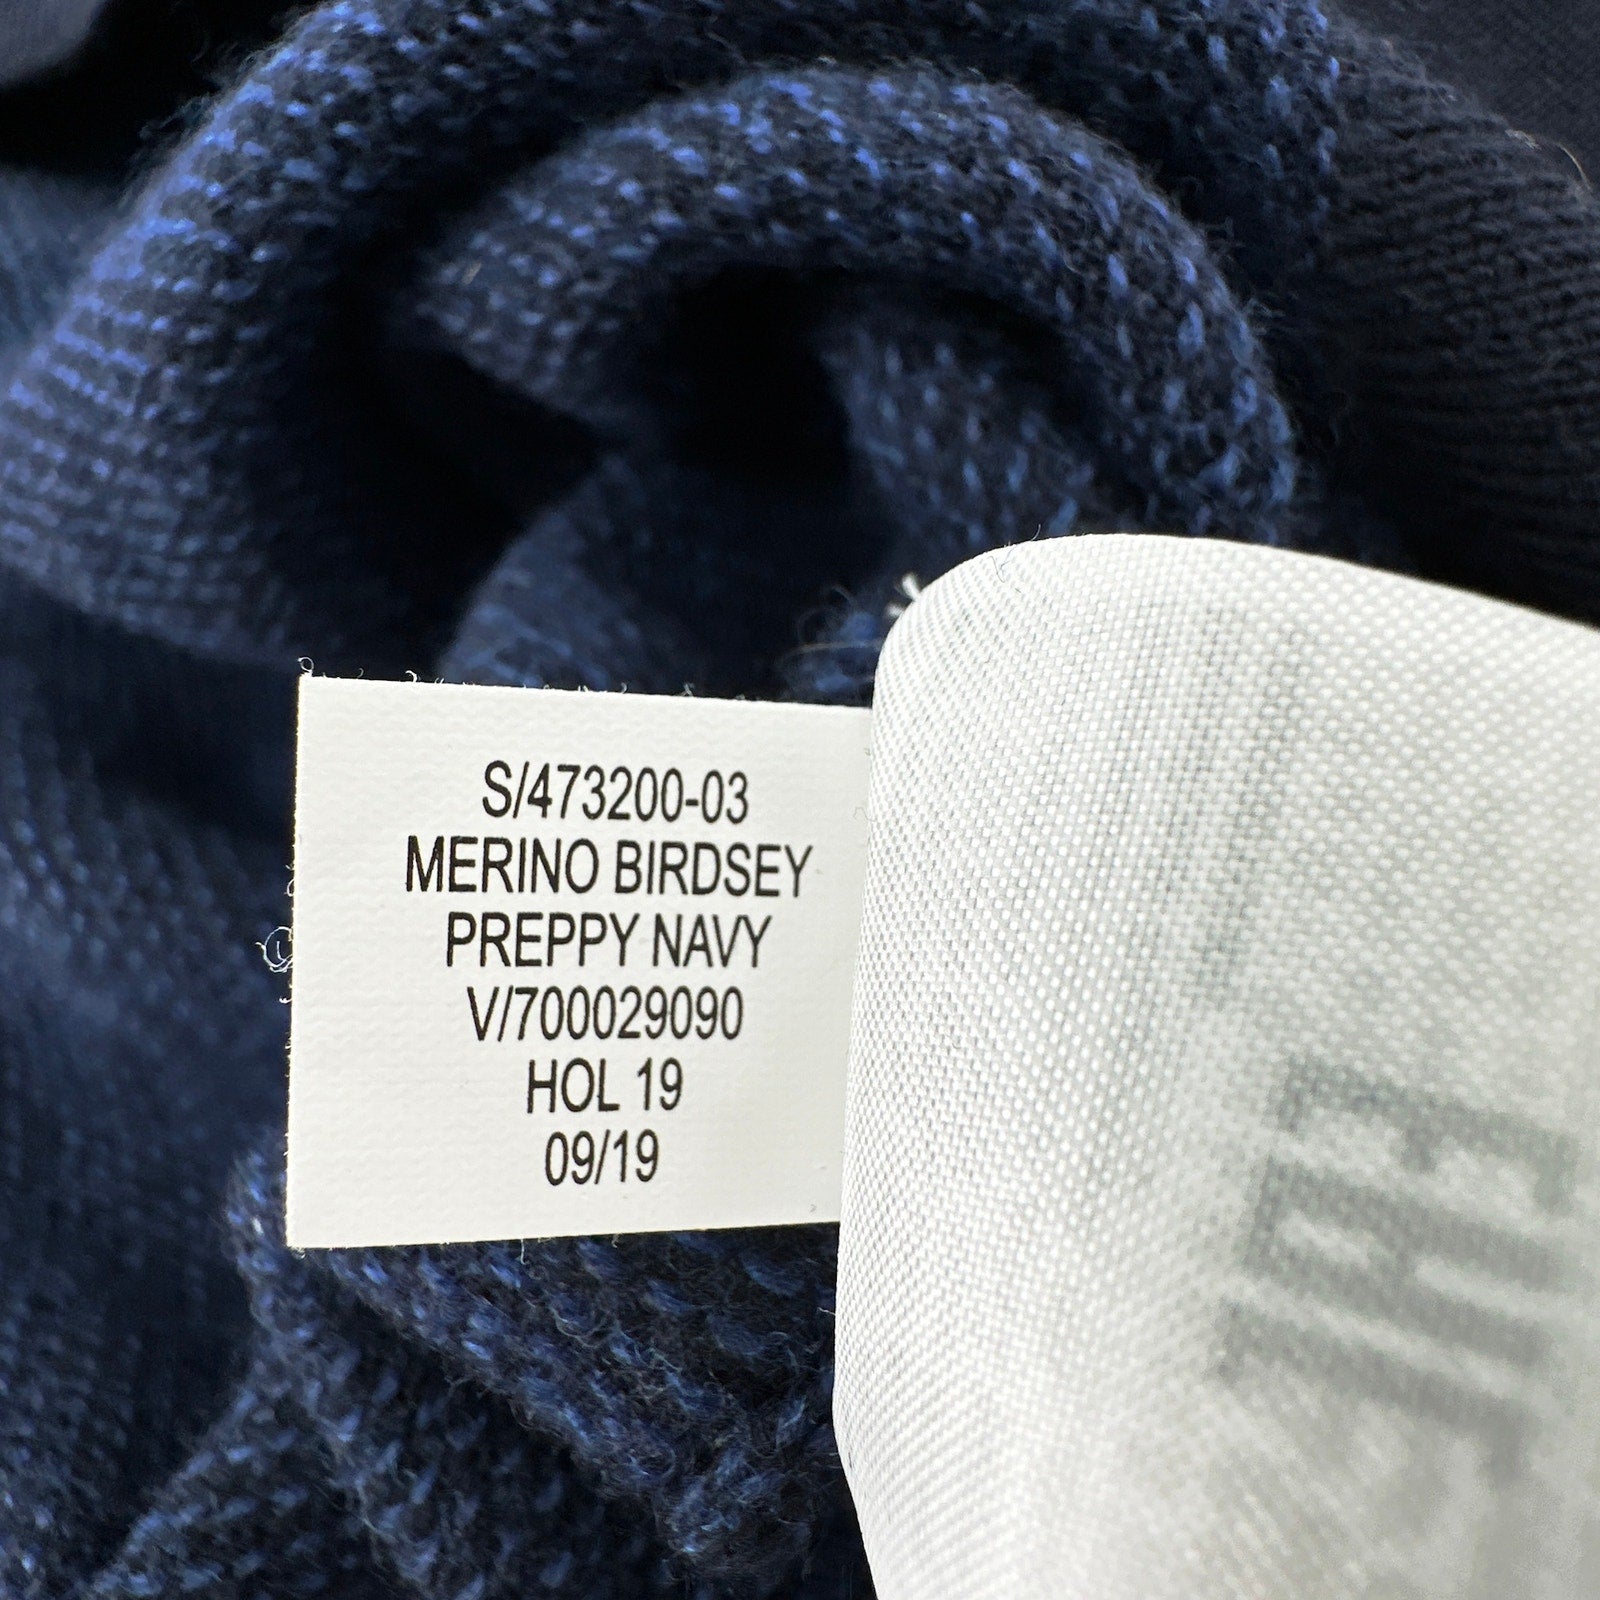 S/473200-03
MERINO BIRDSEY
PREPPY NAVY
V/700029090
HOL 19
09/19